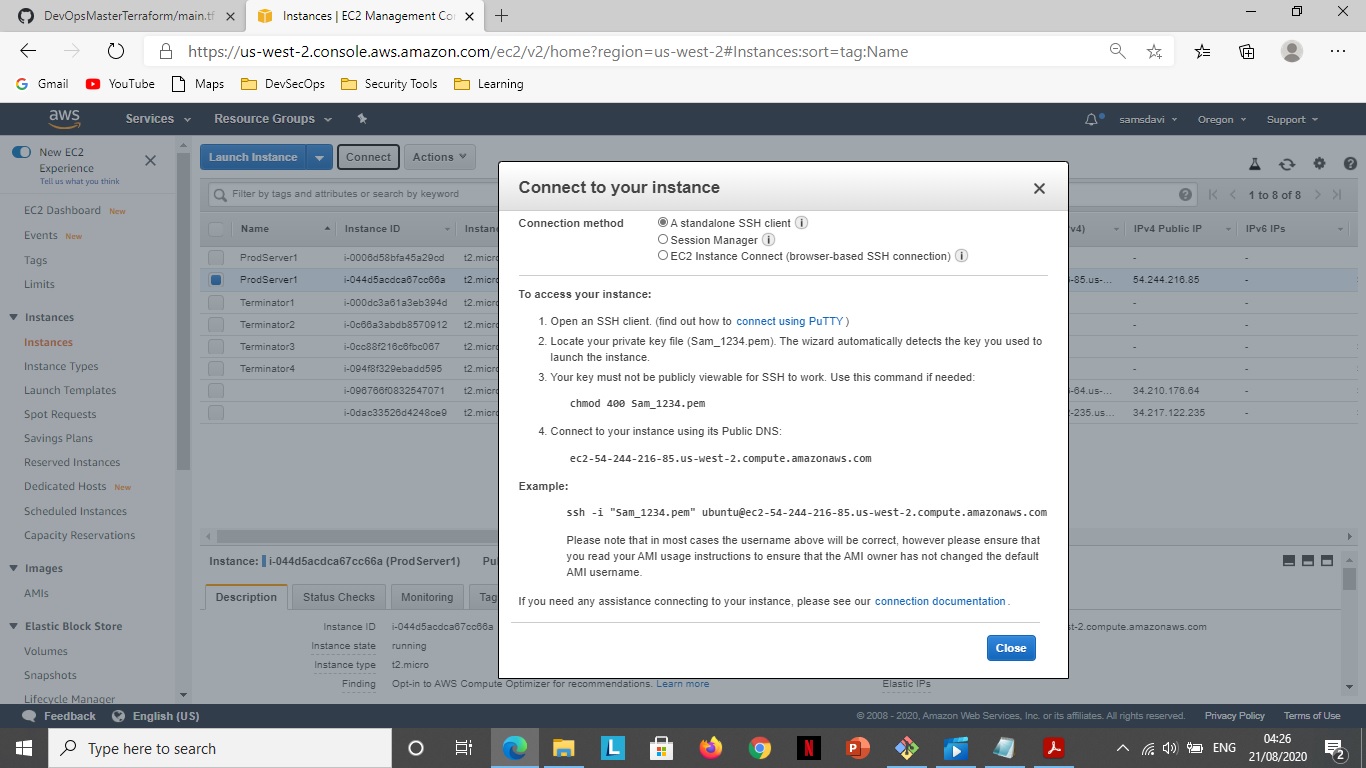 DevOpsMasterTerraform/main.tf
Instances | EC2 Management Con
https://us-west-2.console.aws.amazon.com/ec2/v2/home?region=us-west-2#Instances:sort=tag:Name
Gmail YouTube Maps DevSecOps Security Tools Learning
aws Services Resource Groups samsdavi Oregon Support
New EC2
Experience
Tell us what you think
EC2 Dashboard New
Events New
Tags
Limits
Instances
Instances
Instance Types
Launch Templates
Spot Requests
Savings Plans
Reserved Instances
Dedicated Hosts New
Scheduled Instances
Capacity Reservations
Images
AMIs
Elastic Block Store
Volumes
Snapshots
Lifecycle Manager
Launch Instance Connect Actions
Filter by tags and attributes or search by keyword 1 to 8 of 8
Name Instance ID Instan v4) IPv4 Public IP IPv6 IPs
ProdServer1 i-0006d58bfa45a29cd t2.micr - -
ProdServer1 i-044d5acdca67cc66a t2.micr -85.us-... 54.244.216.85 -
Terminator1 i-000dc3a61a3eb394d t2.micr - -
Terminator2 i-0c66a3abdb8570912 t2.micr - -
Terminator3 i-0cc88f216c6fbc067 t2.micr - -
Terminator4 i-094f8f329ebadd595 t2.micr - -
i-096766f0832547071 t2.micr -64.us-... 34.210.176.64 -
i-0dac33526d4248ce9 t2.micr -235.us... 34.217.122.235 -
Connect to your instance
Connection method A standalone SSH client
Session Manager
EC2 Instance Connect (browser-based SSH connection)
To access your instance:
1. Open an SSH client. (find out how to connect using PuTTY )
2. Locate your private key file (Sam_1234.pem). The wizard automatically detects the key you used to
launch the instance.
3. Your key must not be publicly viewable for SSH to work. Use this command if needed:
chmod 400 Sam_1234.pem
4. Connect to your instance using its Public DNS:
ec2-54-244-216-85.us-west-2.compute.amazonaws.com
Example:
ssh -i "Sam_1234.pem" ubuntu@ec2-54-244-216-85.us-west-2.compute.amazonaws.com
Please note that in most cases the username above will be correct, however please ensure that
you read your AMI usage instructions to ensure that the AMI owner has not changed the default
AMI username.
If you need any assistance connecting to your instance, please see our connection documentation .
Close
Instance: i-044d5acdca67cc66a (ProdServer1) Pu
Description Status Checks Monitoring Tag
Instance ID i-044d5acdca67cc66a st-2.compute.amazonaws.com
Instance state running
Instance type t2.micro
Finding Opt-in to AWS Compute Optimizer for recommendations. Learn more Elastic IPs
Feedback English (US) © 2008 - 2020, Amazon Web Services, Inc. or its affiliates. All rights reserved. Privacy Policy Terms of Use
Type here to search
ENG
04:26
21/08/2020
2